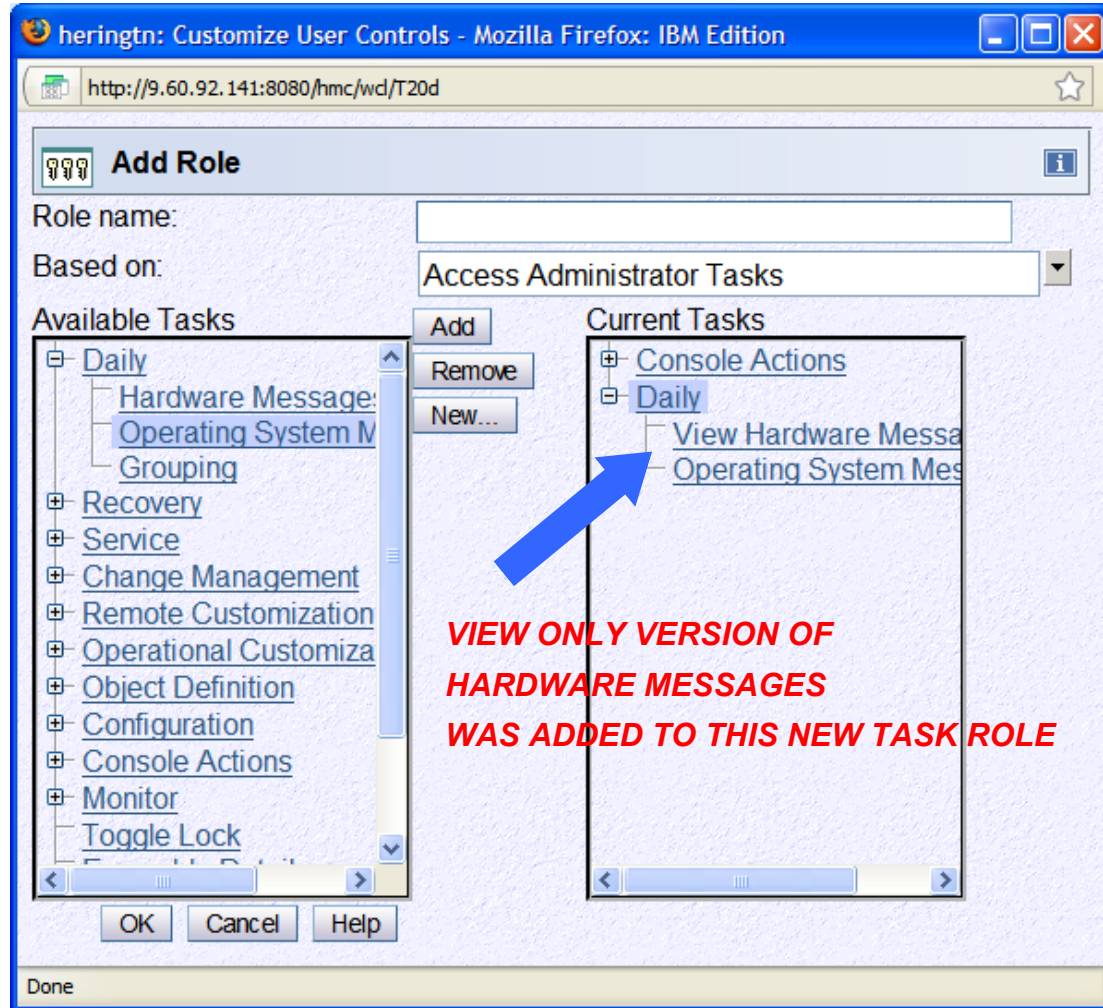 heringtn: Customize User Controls - Mozilla Firefox: IBM Edition
http://9.60.92.141:8080/hmc/wcl/T20d
Add Role
Role name:
Based on:
Access Administrator Tasks
Available Tasks
Add
Remove
New...
Current Tasks
Daily
Hardware Messages
Operating System M
Grouping
Recovery
Service
Change Management
Remote Customization
Operational Customiza
Object Definition
Configuration
Console Actions
Monitor
Toggle Lock
Console Actions
Daily
View Hardware Messa
Operating System Mes
VIEW ONLY VERSION OF
HARDWARE MESSAGES
WAS ADDED TO THIS NEW TASK ROLE
OK
Cancel
Help
Done